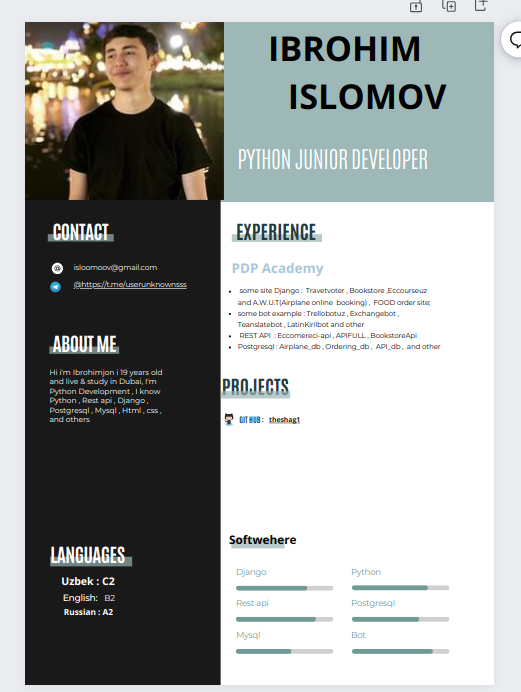 IBROHIM
ISLOMOV
PYTHON JUNIOR DEVELOPER
CONTACT
isloomoov@gmail.com
@https://t.me/userunknownsss
ABOUT ME
Hi i'm Ibrohimjon i 19 years old
and live & study in Dubai, I'm
Python Development , I know
Python , Rest api , Django ,
Postgresql , Mysql , Html , css ,
and others
LANGUAGES
Uzbek : C2
English: B2
Russian : A2
EXPERIENCE
PDP Academy
some site Django : Travetvoter , Bookstore ,Eccourseuz
and A.W.U.T(Airplane online booking) , FOOD order site;
some bot example : Trellobotuz , Exchangebot ,
Teanslatebot , LatinKirilbot and other
REST API : Eccomereci-api , APIFULL , BookstoreApi
Postgresql : Airplane_db , Ordering_db , API_db , and other
PROJECTS
GIT HUB : theshag1
Softwehere
Django
Python
Rest api
Postgresql
Mysql
Bot